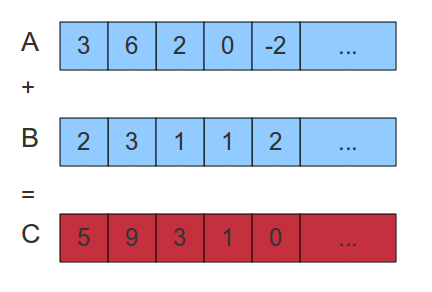 A 3 6 2 0 -2 ...
+
B 2 3 1 1 2 ...
=
C 5 9 3 1 0 ...